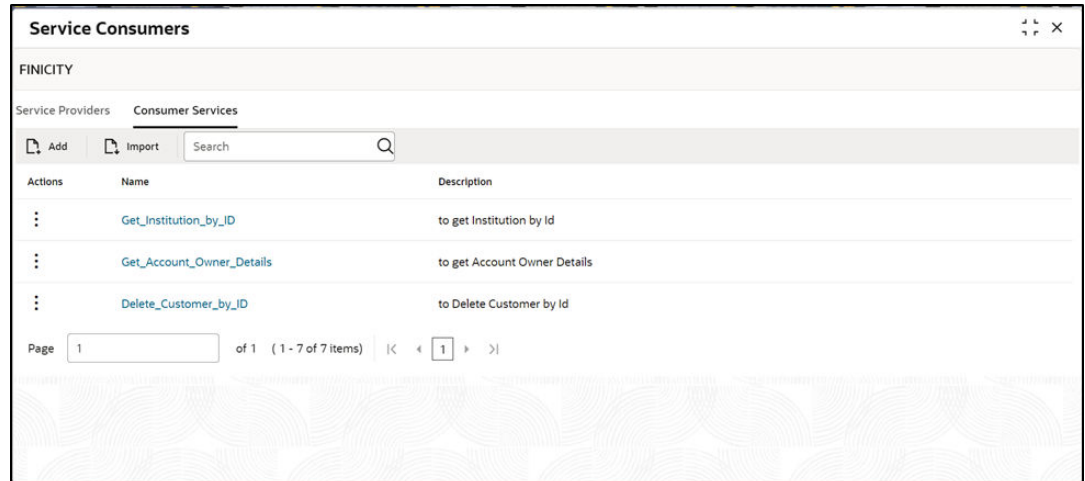 Service Consumers
FINICITY
Service Providers Consumer Services
Add Import Search
Actions Name Description
Get_Institution_by_ID to get Institution by Id
Get_Account_Owner_Details to get Account Owner Details
Delete_Customer_by_ID to Delete Customer by Id
Page 1 of 1 ( 1 - 7 of 7 items) 1